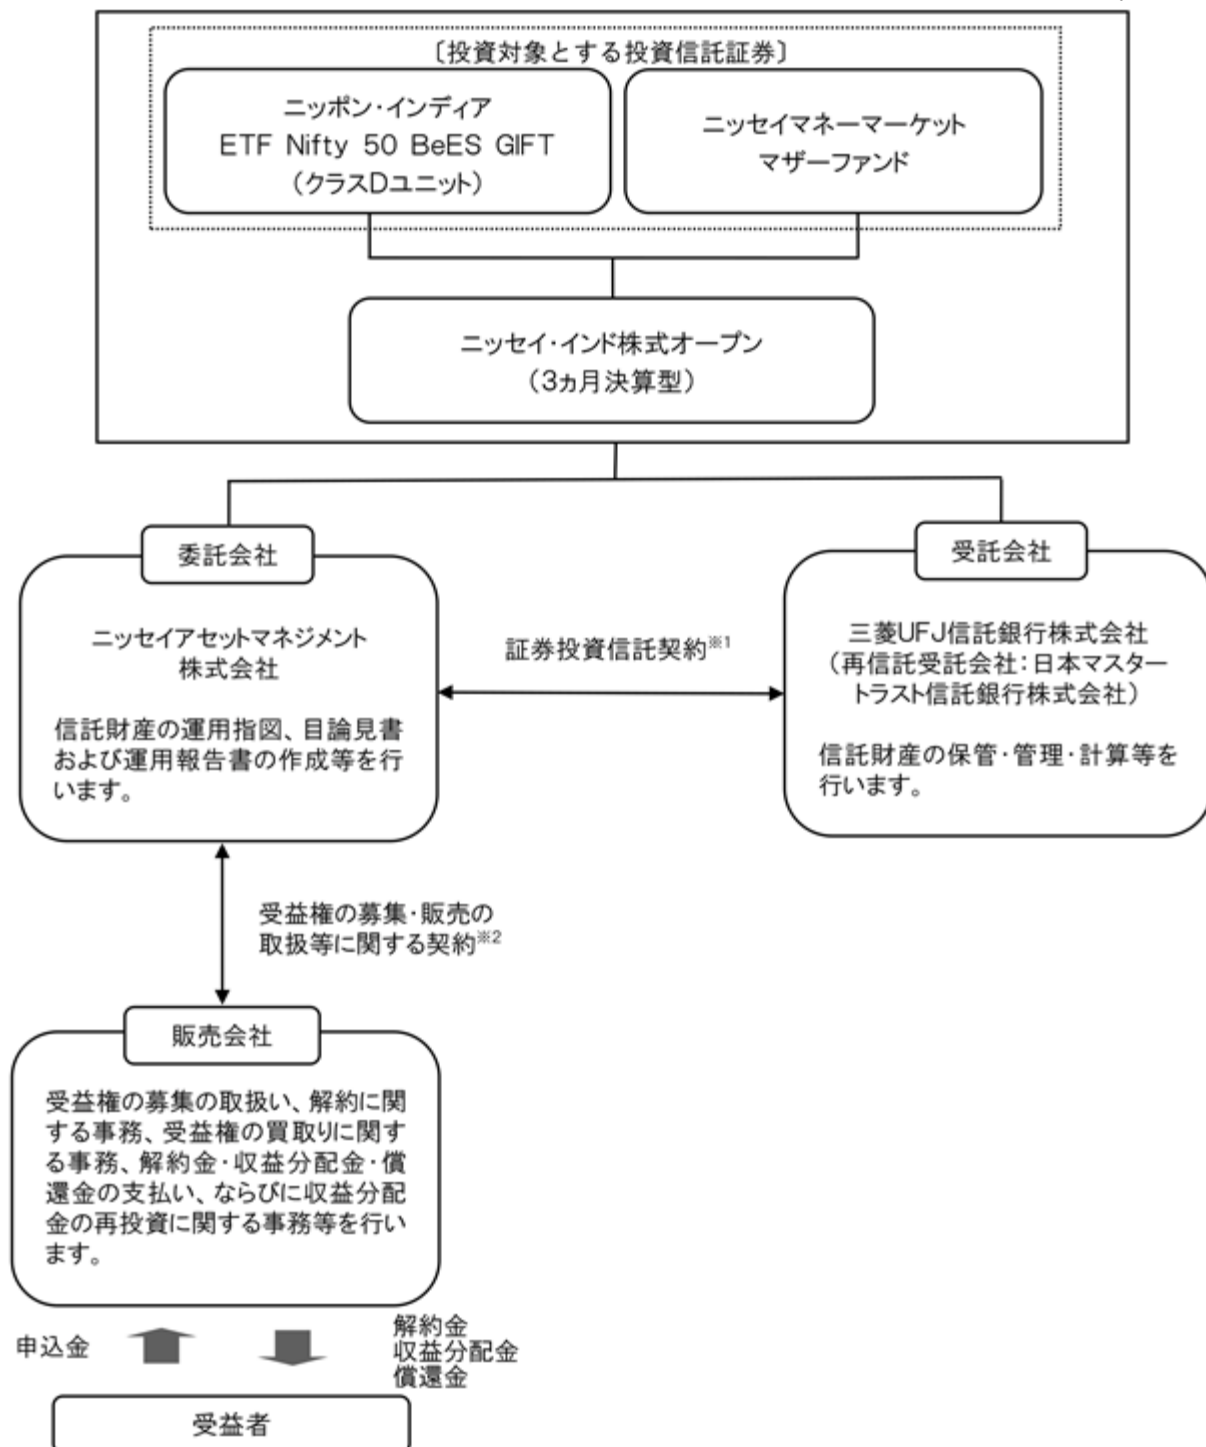 〔投資対象とする投資信託証券〕
ニッポン・インディア
ETF Nifty 50 BeES GIFT
（クラスDユニット）
ニッセイマネーマーケット
マザーファンド
ニッセイ・インド株式オープン
（3ヵ月決算型）
委託会社
ニッセイアセットマネジメント
株式会社
信託財産の運用指図、目論見書
および運用報告書の作成等を行
います。
証券投資信託契約※1
受託会社
三菱UFJ信託銀行株式会社
（再信託受託会社：日本マスター
トラスト信託銀行株式会社）
信託財産の保管・管理・計算等を
行います。
受益権の募集・販売の
取扱等に関する契約※2
販売会社
受益権の募集の取扱い、解約に関
する事務、受益権の買取りに関す
る事務、解約金・収益分配金・償
還金の支払い、ならびに収益分配
金の再投資に関する事務等を行い
ます。
申込金
解約金
収益分配金
償還金
受益者